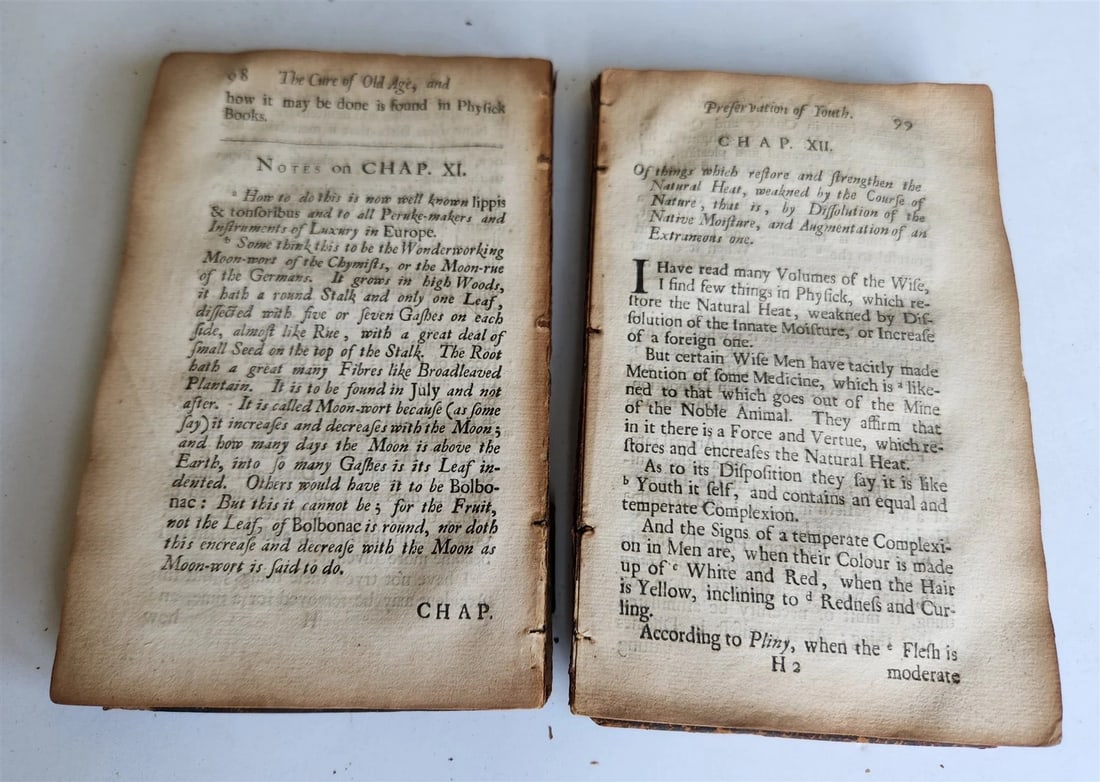 98 The Cure of Old Age, and
how it may be done is found in Phyſick
Books.
NOTES on CHAP. XI.
a How to do this is now well known lippis
& tonſoribus and to all Peruke-makers and
Inſtruments of Luxury in Europe.
b Some think this to be the Wonderworking
Moon-wort of the Chymiſts, or the Moon-rue
of the Germans. It grows in high Woods,
it hath a round Stalk and only one Leaf,
diſſected with five or ſeven Gaſhes on each
ſide, almoſt like Rue, with a great deal of
ſmall Seed on the top of the Stalk. The Root
hath a great many Fibres like Broadleaved
Plantain. It is to be found in July and not
after. It is called Moon-wort becauſe (as ſome
ſay) it increaſes and decreaſes with the Moon;
and how many days the Moon is above the
Earth, into ſo many Gaſhes is its Leaf in-
dented. Others would have it to be Bolbo-
nac: But this it cannot be; for the Fruit,
not the Leaf, of Bolbonac is round, nor doth
this encreaſe and decreaſe with the Moon as
Moon-wort is ſaid to do.
CHAP.
Preſervation of Youth. 99
CHAP. XII.
Of things which reſtore and ſtrengthen the
Natural Heat, weakned by the Courſe of
Nature, that is, by Diſſolution of the
Native Moiſture, and Augmentation of an
Extraneous one.
I Have read many Volumes of the Wiſe,
I find few things in Phyſick, which re-
ſtore the Natural Heat, weakned by Diſ-
ſolution of the Innate Moiſture, or Increaſe
of a foreign one.
But certain Wiſe Men have tacitly made
Mention of ſome Medicine, which is a like-
ned to that which goes out of the Mine
of the Noble Animal. They affirm that
in it there is a Force and Vertue, which re-
ſtores and encreaſes the Natural Heat.
As to its Diſpoſition they ſay it is like
b Youth it ſelf, and contains an equal and
temperate Complexion.
And the Signs of a temperate Complexi-
on in Men are, when their Colour is made
up of c White and Red, when the Hair
is Yellow, inclining to d Redneſs and Cur-
ling.
According to Pliny, when the e Fleſh is
H 2 moderate